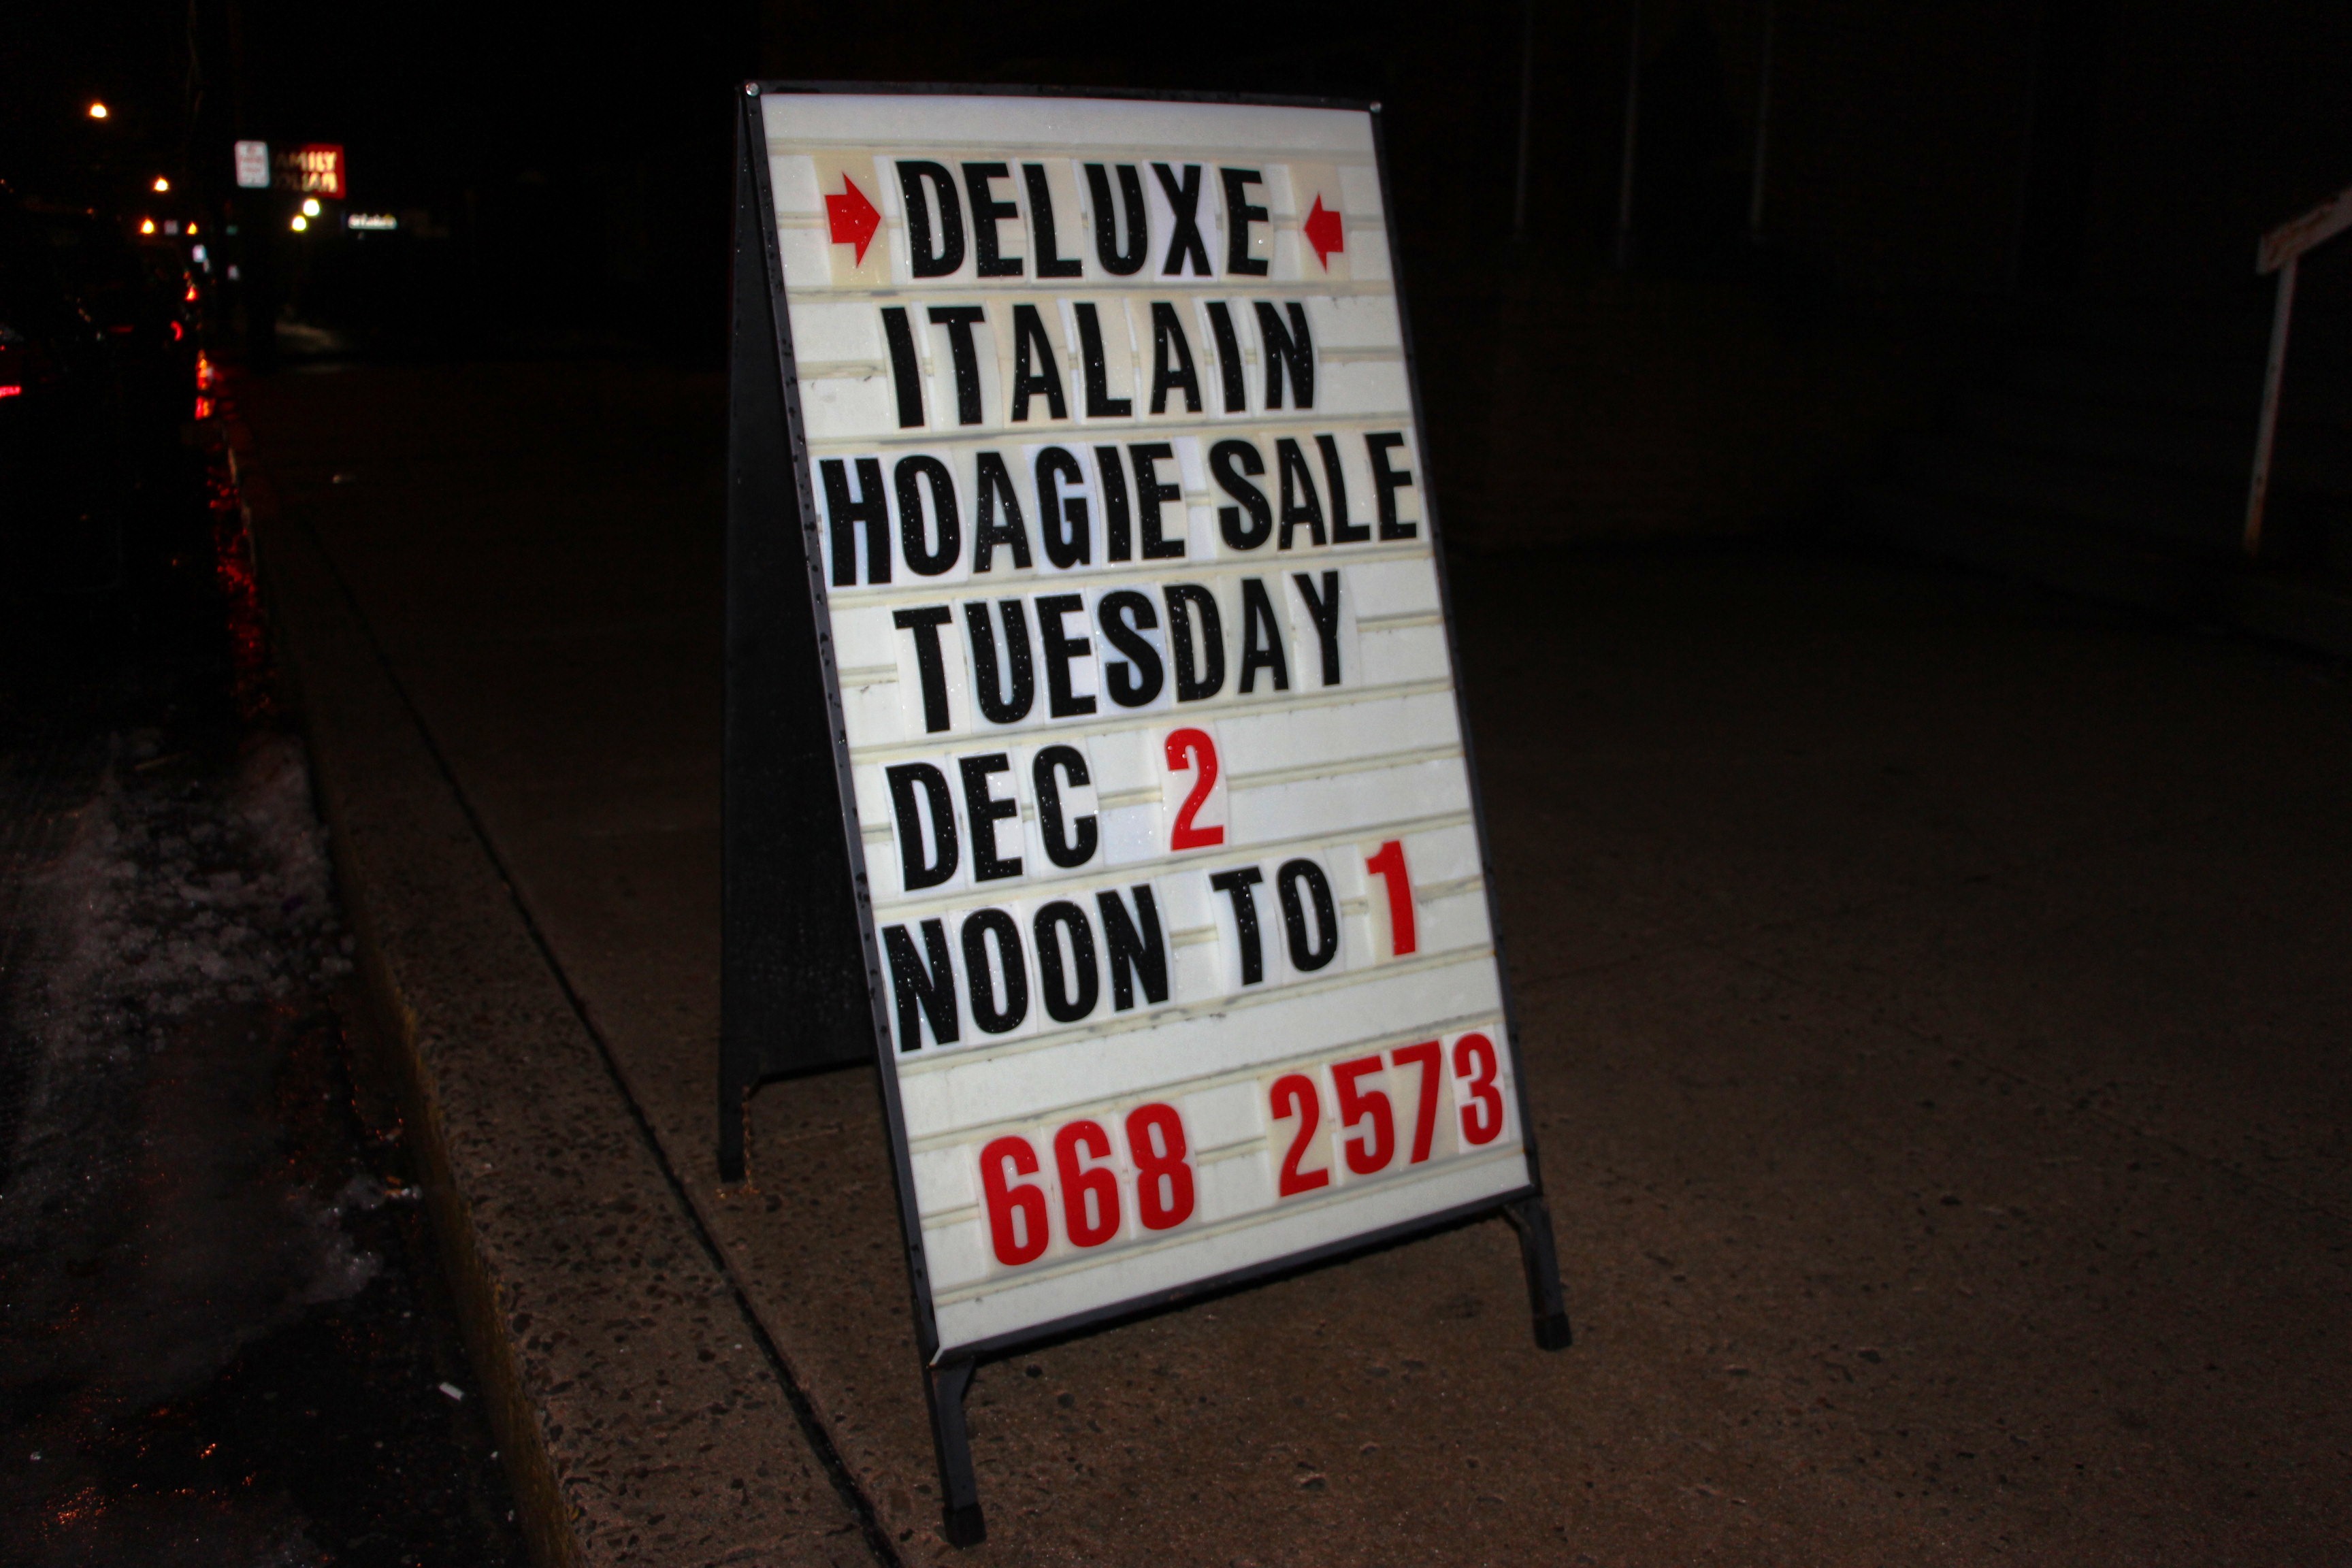 DELUXE
ITALAIN
HOAGIE SALE
TUESDAY
DEC 2
NOON TO 1
668 2573